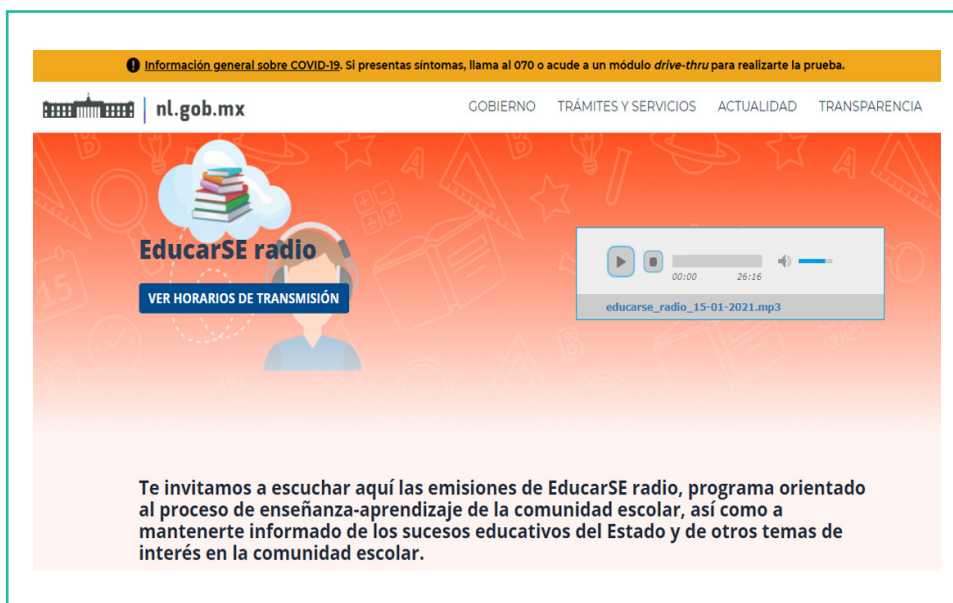 Información general sobre COVID-19. Si presentas síntomas, llama al 070 o acude a un módulo drive-thru para realizarte la prueba.
nl.gob.mx
GOBIERNO TRÁMITES Y SERVICIOS ACTUALIDAD TRANSPARENCIA
EducarSE radio
VER HORARIOS DE TRANSMISIÓN
00:00 26:16
educarse_radio_15-01-2021.mp3
Te invitamos a escuchar aquí las emisiones de EducarSE radio, programa orientado
al proceso de enseñanza-aprendizaje de la comunidad escolar, así como a
mantenerte informado de los sucesos educativos del Estado y de otros temas de
interés en la comunidad escolar.